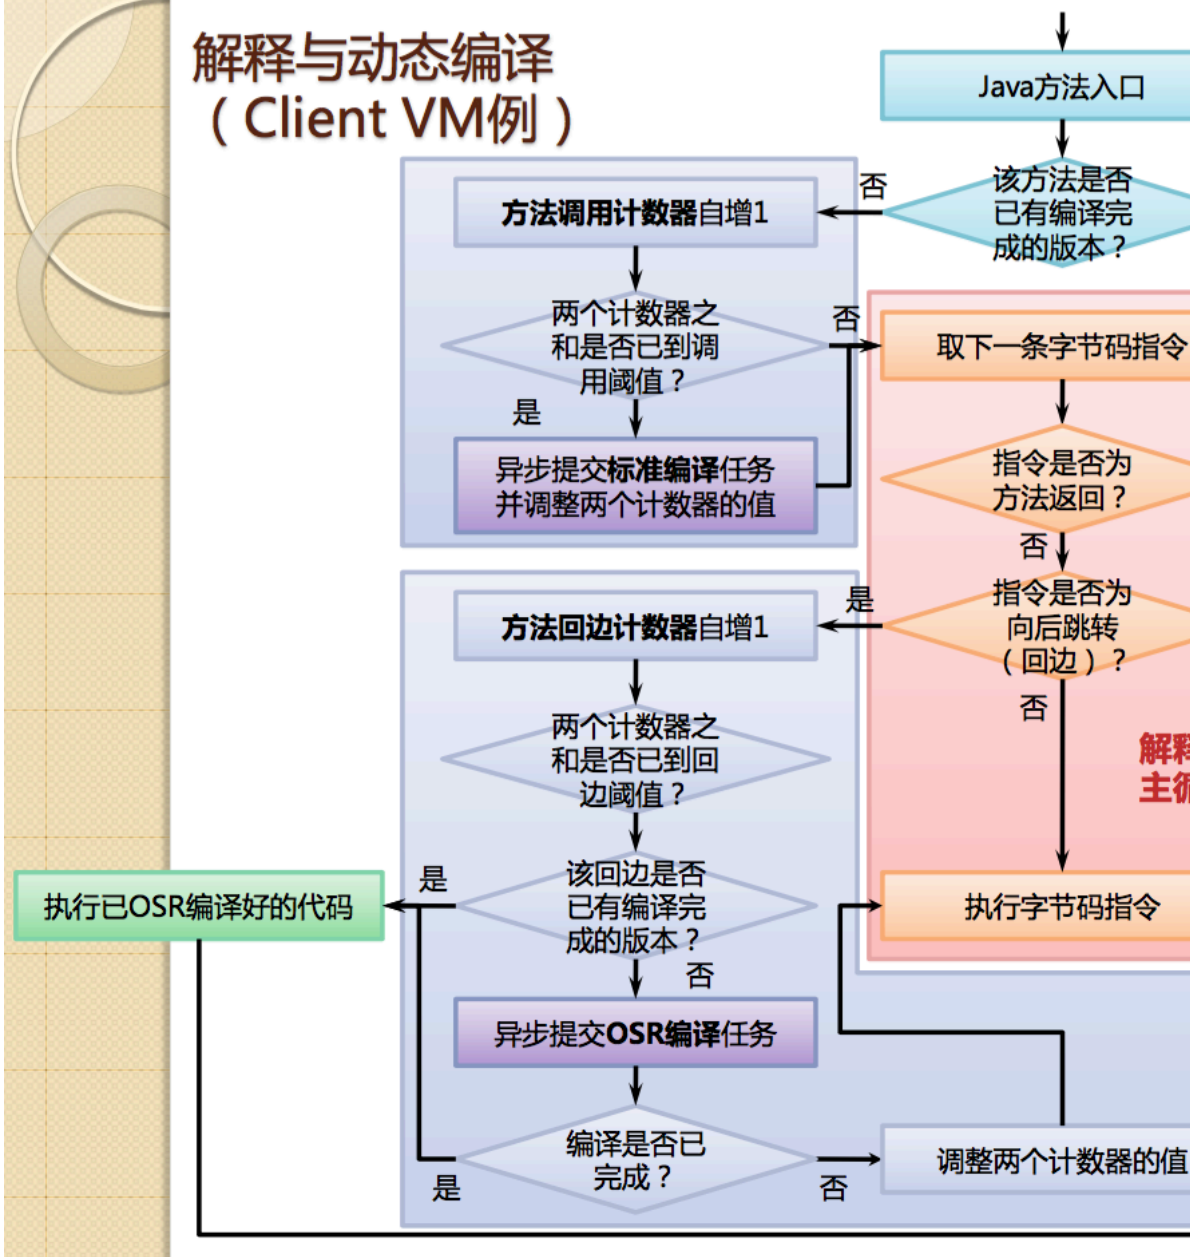 解释与动态编译
（Client VM例）
Java方法入口
该方法是否
已有编译完
成的版本？
否
方法调用计数器自增1
两个计数器之
和是否已到调
用阈值？
否
是
异步提交标准编译任务
并调整两个计数器的值
取下一条字节码指令
指令是否为
方法返回？
否
指令是否为
向后跳转
（回边）？
是
否
方法回边计数器自增1
两个计数器之
和是否已到回
边阈值？
解释
主循
该回边是否
已有编译完
成的版本？
是
否
执行已OSR编译好的代码
执行字节码指令
异步提交OSR编译任务
编译是否已
完成？
是
否
调整两个计数器的值